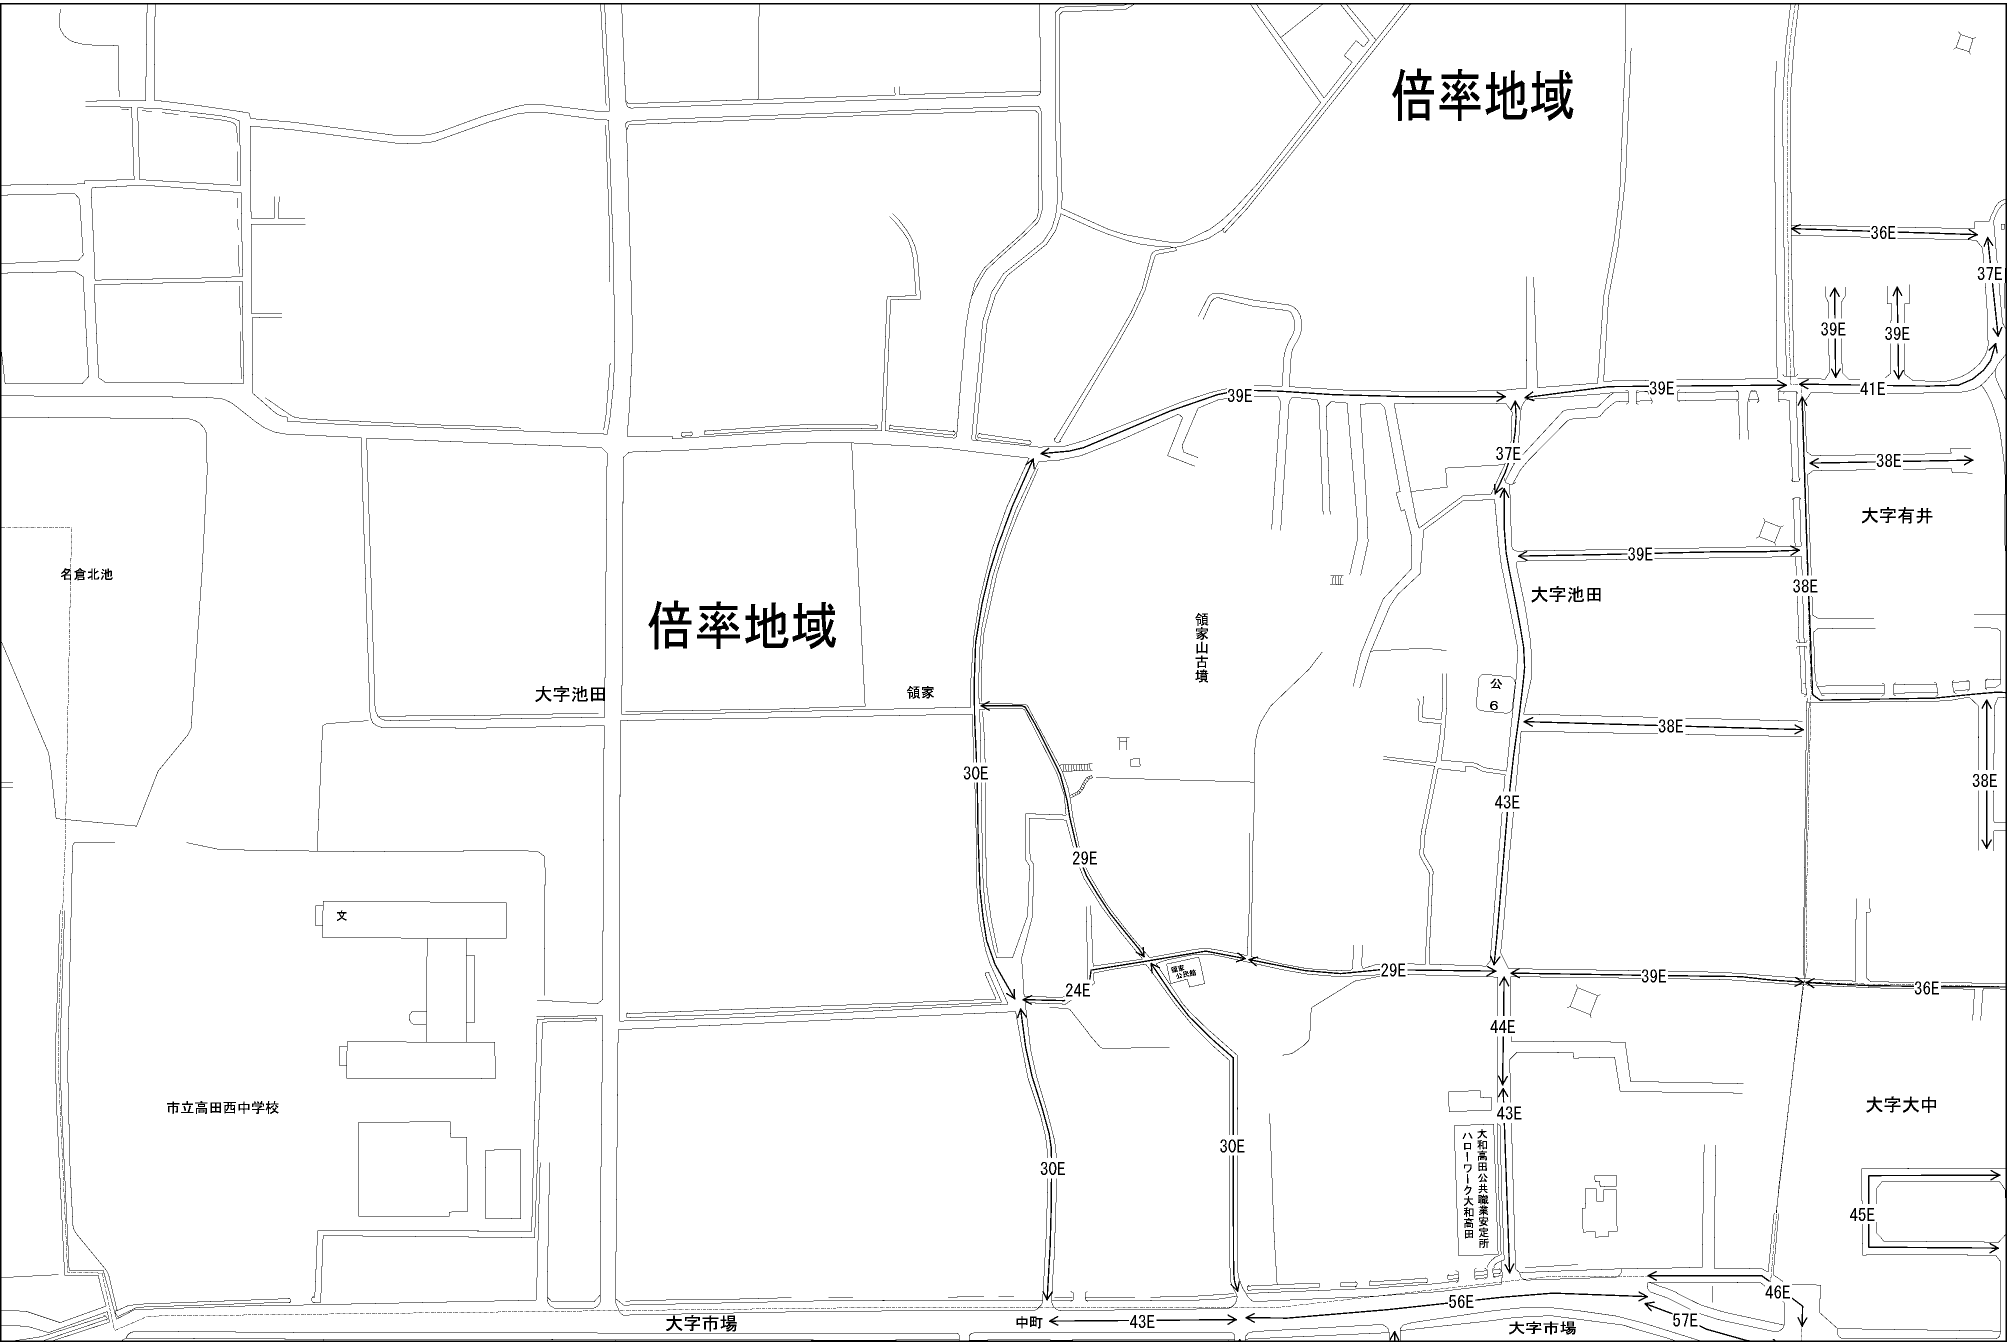 倍率地域
36E
37E
39E
39E
39E
39E
41E
37E
38E
大字有井
39E
名倉北池
38E
大字池田
倍率地域
領家山古墳
公
6
大字池田
領家
38E
30E
38E
43E
29E
文
領家
公民館
29E
39E
24E
36E
44E
市立高田西中学校
43E
大字大中
大和高田公共職業安定所
ハローワーク大和高田
30E
30E
45E
46E
56E
大字市場
中町
43E
57E
大字市場